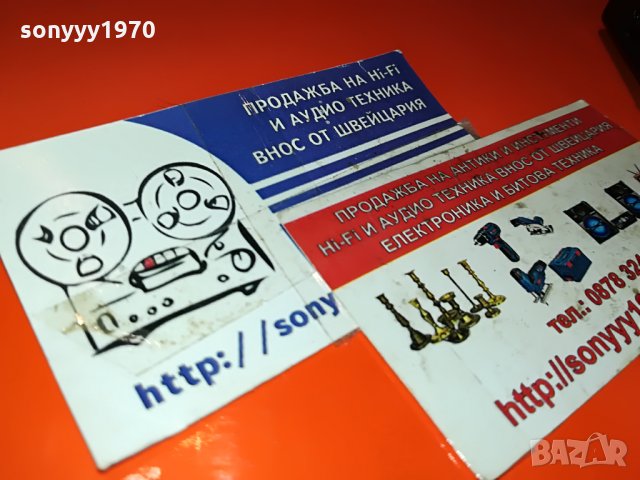 sonyyy1970
ПРОДАЖБА НА Hi-Fi
И АУДИО ТЕХНИКА
ВНОС ОТ ШВЕЙЦАРИЯ
http://sony
ПРОДАЖБА НА АНТИКИ И ИНСТРУМЕНТИ
Hi-Fi И АУДИО ТЕХНИКА ВНОС ОТ ШВЕЙЦАРИЯ
ЕЛЕКТРОНИКА И БИТОВА ТЕХНИКА
тел.: 0878 324
http://sonyyy1
BAZAR